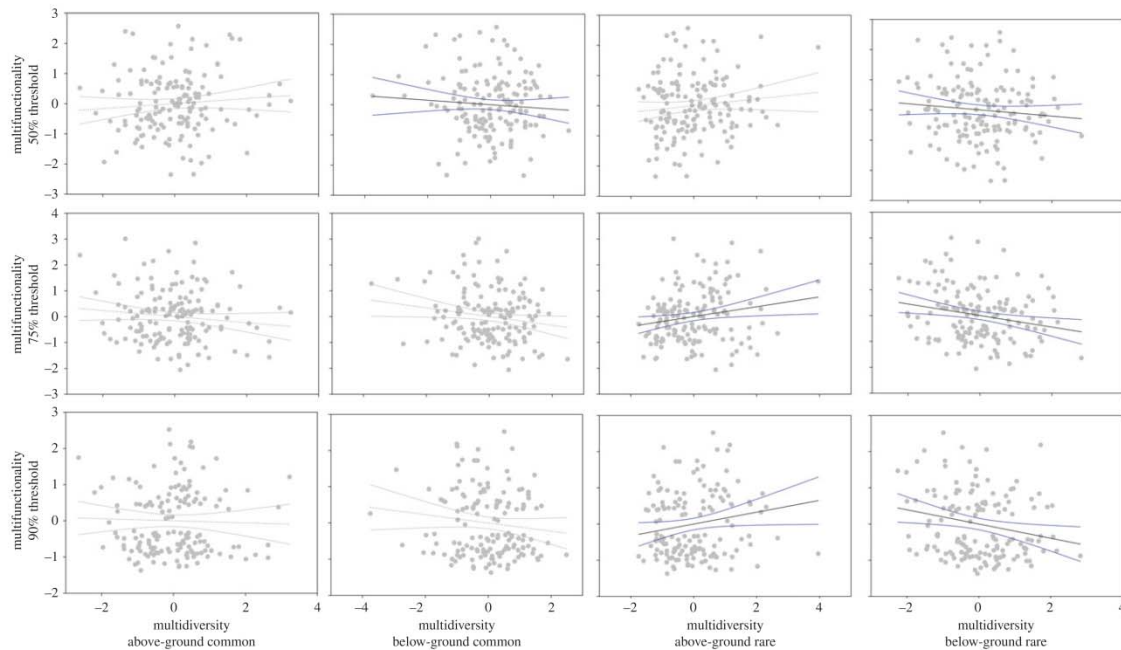 multifunctionality
50% threshold
3
2
1
0
–1
–2
–3
multifunctionality
75% threshold
4
3
2
1
0
–1
–2
–3
multifunctionality
90% threshold
3
2
1
0
–1
–2
–2 0 2 4
–4 –2 0 2
–2 0 2 4
–2 0 2 4
multidiversity
above-ground common
multidiversity
below-ground common
multidiversity
above-ground rare
multidiversity
below-ground rare